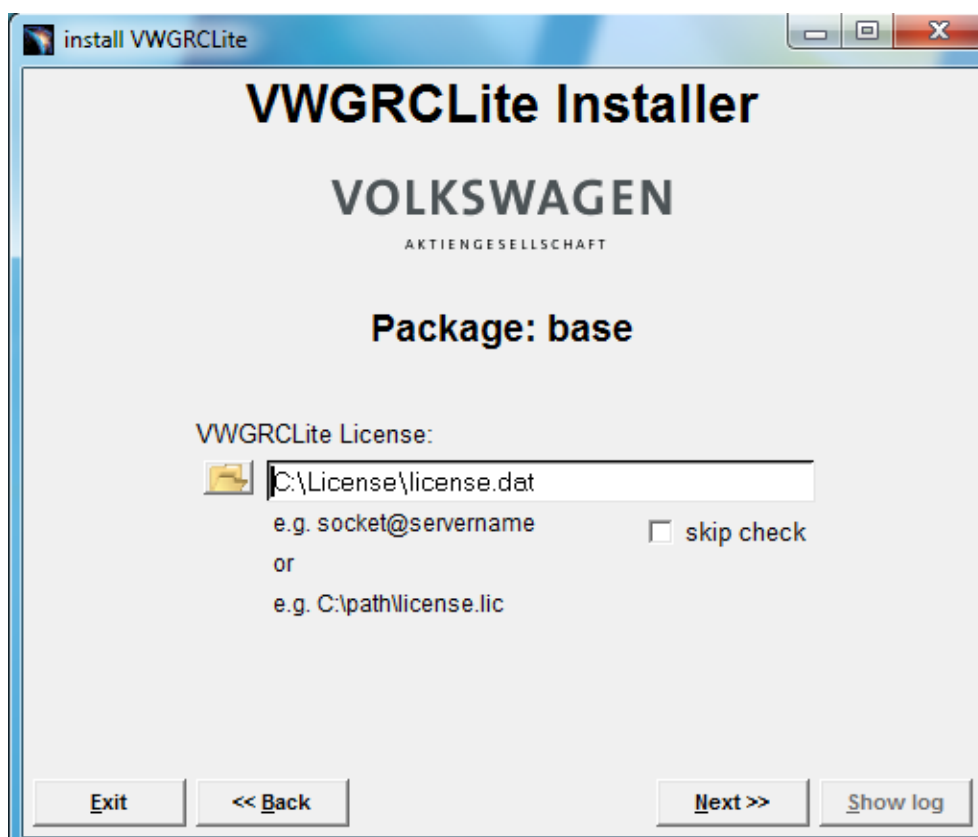 install VWGRCLite
VWGRCLite Installer
VOLKSWAGEN
AKTIENGESELLSCHAFT
Package: base
VWGRCLite License:
C:\License\license.dat
e.g. socket@servername
skip check
or
e.g. C:\path\license.lic
Exit
<< Back
Next >>
Show log